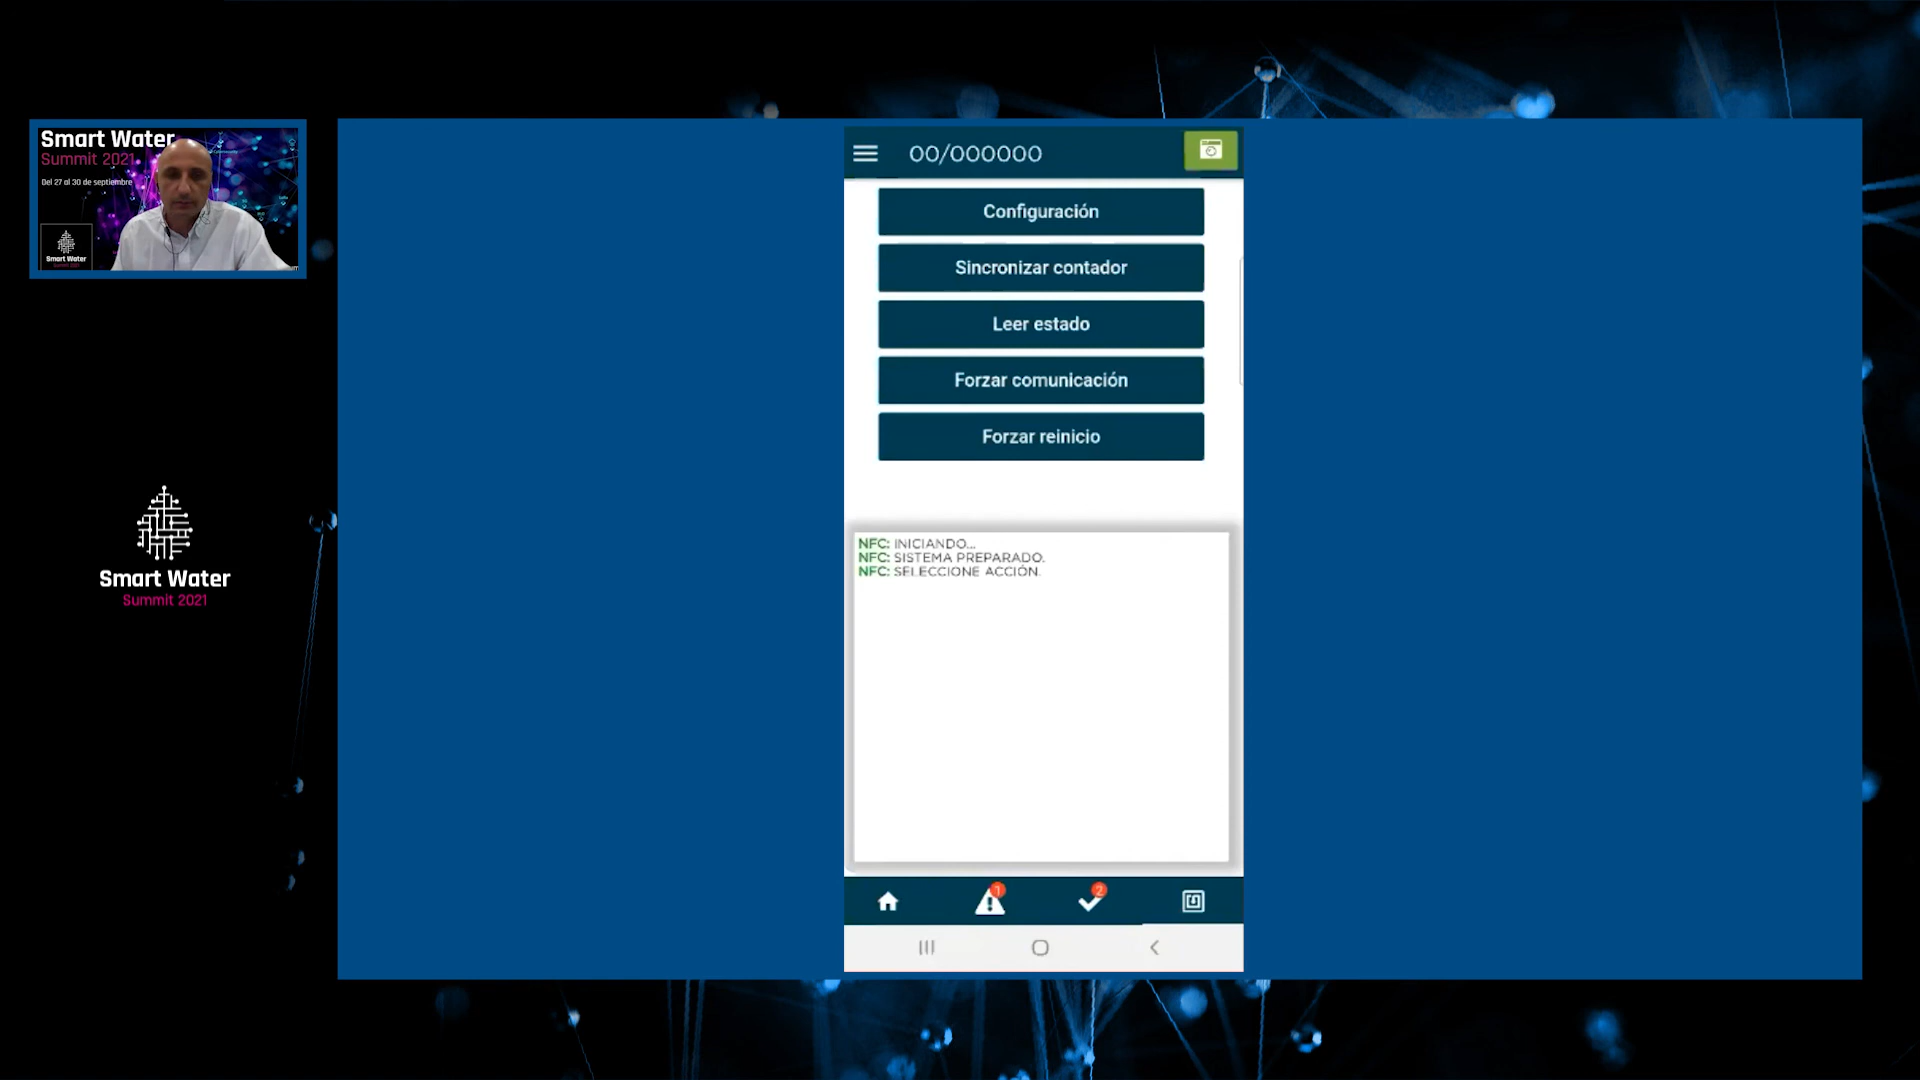 Smart Water
Summit 2021
Del 27 al 30 de septiembre
Smart Water
Smart Water
Summit 2021
00/000000
Configuración
Sincronizar contador
Leer estado
Forzar comunicación
Forzar reinicio
NFC: INICIANDO...
NFC: SISTEMA PREPARADO.
NFC: SELECCIONE ACCIÓN.
1
2